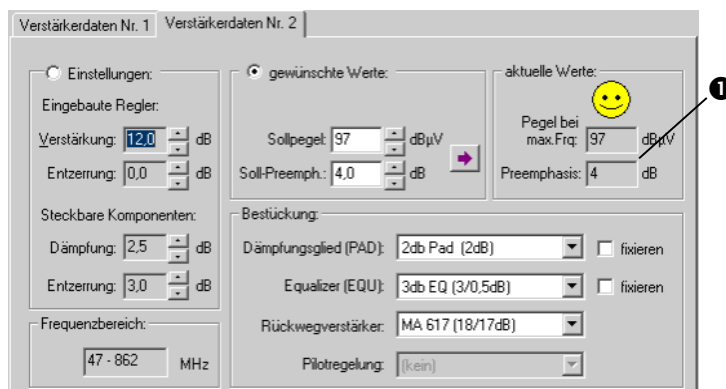 Verstärkerdaten Nr. 1 Verstärkerdaten Nr. 2
Einstellungen:
Eingebaute Regler:
Verstärkung: 12,0 dB
Entzerrung: 0,0 dB
Steckbare Komponenten:
Dämpfung: 2,5 dB
Entzerrung: 3,0 dB
Frequenzbereich:
47 - 862 MHz
gewünschte Werte:
Sollpegel: 97 dBµV
Soll-Preemph.: 4,0 dB
aktuelle Werte:
Pegel bei
max.Frq: 97 dBµV
Preemphasis: 4 dB
1
Bestückung:
Dämpfungsglied (PAD): 2db Pad (2dB) fixieren
Equalizer (EQU): 3db EQ (3/0,5dB) fixieren
Rückwegverstärker: MA 617 (18/17dB)
Pilotregelung: (kein)